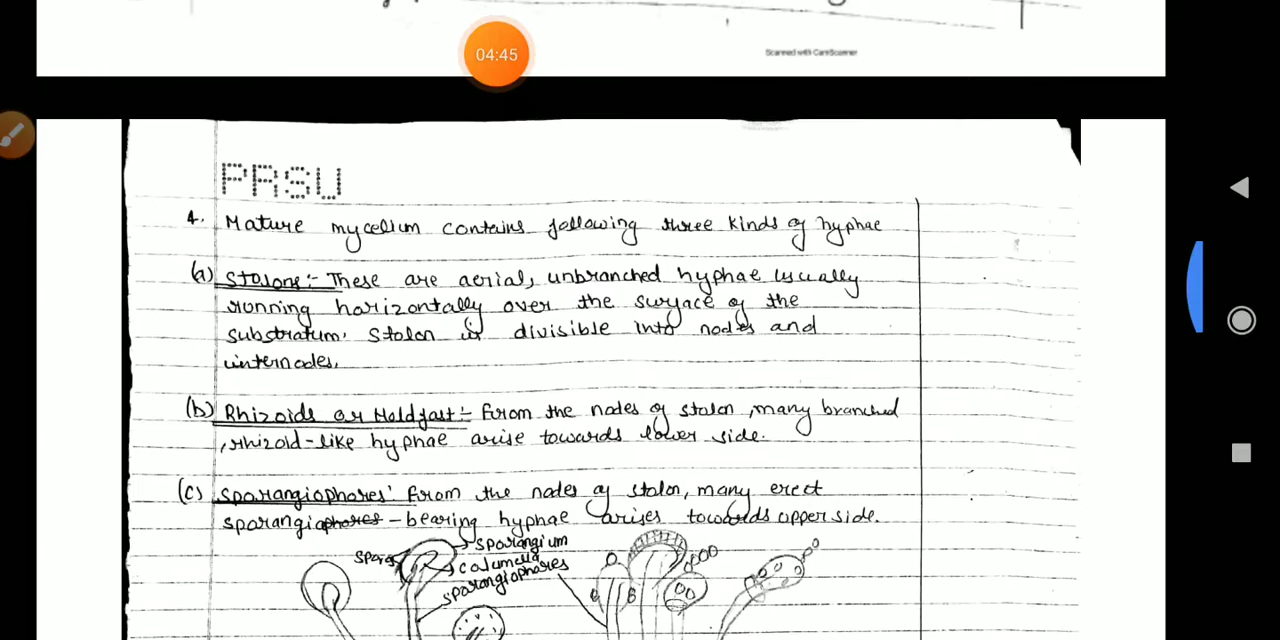 04:45
Scanned with CamScanner
PRSU
4. Mature mycelium contains following three kinds of hyphae
(a) Stolons:- These are aerial, unbranched hyphae usually
running horizontally over the surface of the
substratum. Stolon is divisible into nodes and
internodes.
(b) Rhizoids or Holdfast:- From the nodes of stolon, many branched
, rhizoid-like hyphae arise towards lower side.
(c) Sporangiophores: From the nodes of stolon, many erect
sporangiophores - bearing hyphae arises towards upper side.
Spores
Sporangium
Columella
Sporangiophores